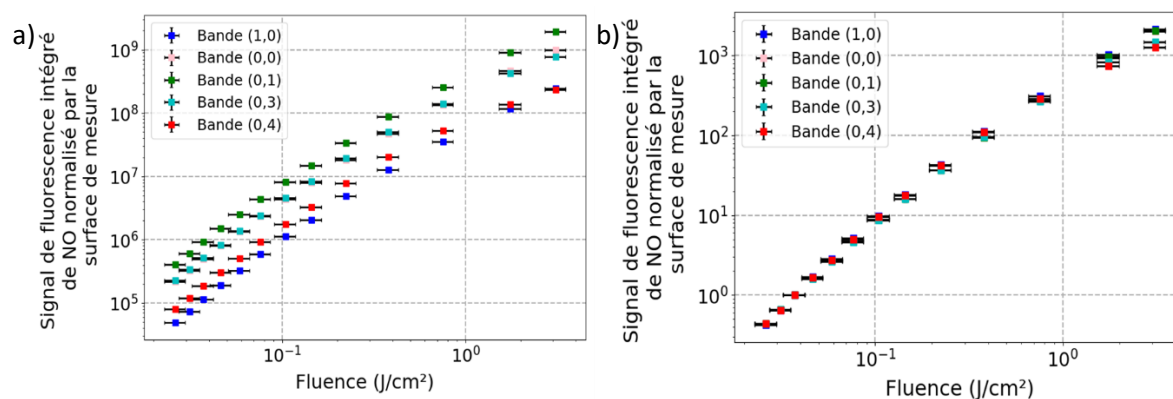 a)
Signal de fluorescence intégré
de NO normalisé par la
surface de mesure
10⁹
10⁸
10⁷
10⁶
10⁵
Bande (1,0)
Bande (0,0)
Bande (0,1)
Bande (0,3)
Bande (0,4)
10⁻¹
10⁰
Fluence (J/cm²)
b)
Signal de fluorescence intégré
de NO normalisé par la
surface de mesure
10³
10²
10¹
10⁰
Bande (1,0)
Bande (0,0)
Bande (0,1)
Bande (0,3)
Bande (0,4)
10⁻¹
10⁰
Fluence (J/cm²)